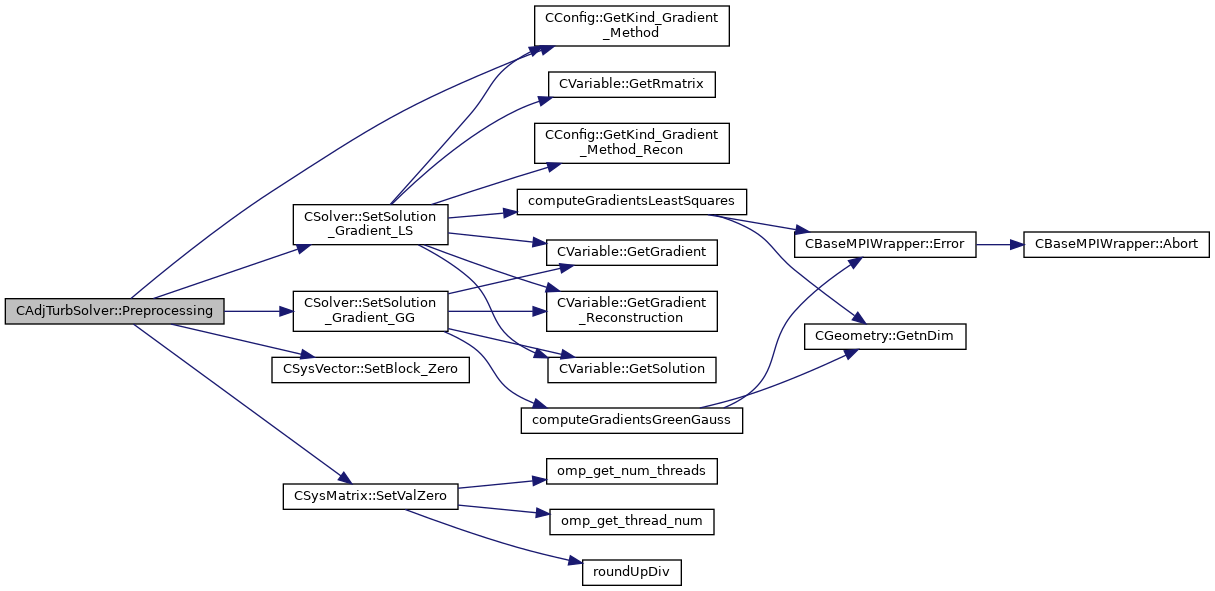 CConfig::GetKind_Gradient
_Method
CVariable::GetRmatrix
CConfig::GetKind_Gradient
_Method_Recon
CSolver::SetSolution
_Gradient_LS
computeGradientsLeastSquares
CBaseMPIWrapper::Error
CBaseMPIWrapper::Abort
CVariable::GetGradient
CAdjTurbSolver::Preprocessing
CSolver::SetSolution
_Gradient_GG
CVariable::GetGradient
_Reconstruction
CGeometry::GetnDim
CSysVector::SetBlock_Zero
CVariable::GetSolution
computeGradientsGreenGauss
omp_get_num_threads
CSysMatrix::SetValZero
omp_get_thread_num
roundUpDiv